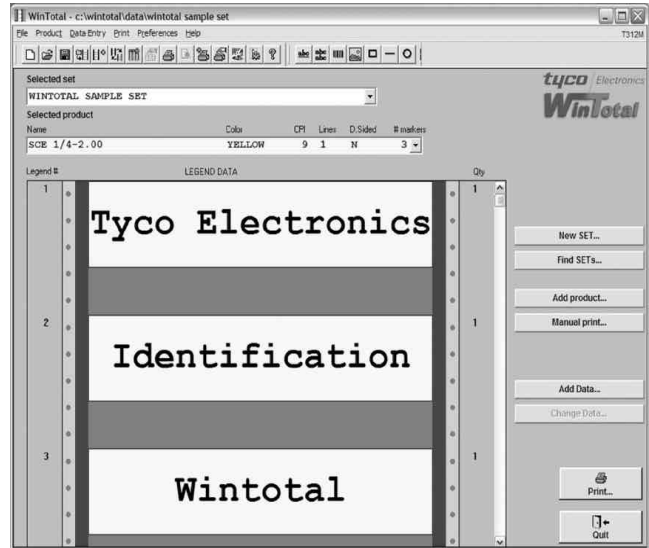 WinTotal - c:\wintotal\data\wintotal sample set
File Product Data Entry Print Preferences Help T312M
abc
Selected set
WINTOTAL SAMPLE SET
tyco Electronics
WinTotal
Selected product
Name Color CPI Lines D.Sided # markers
SCE 1/4-2.00 YELLOW 9 1 N 3
Legend # LEGEND DATA Qty
1 Tyco Electronics 1
New SET...
Find SETs...
Add product...
2 Identification 1
Manual print...
Add Data...
Change Data...
3 Wintotal 1
Print...
Quit